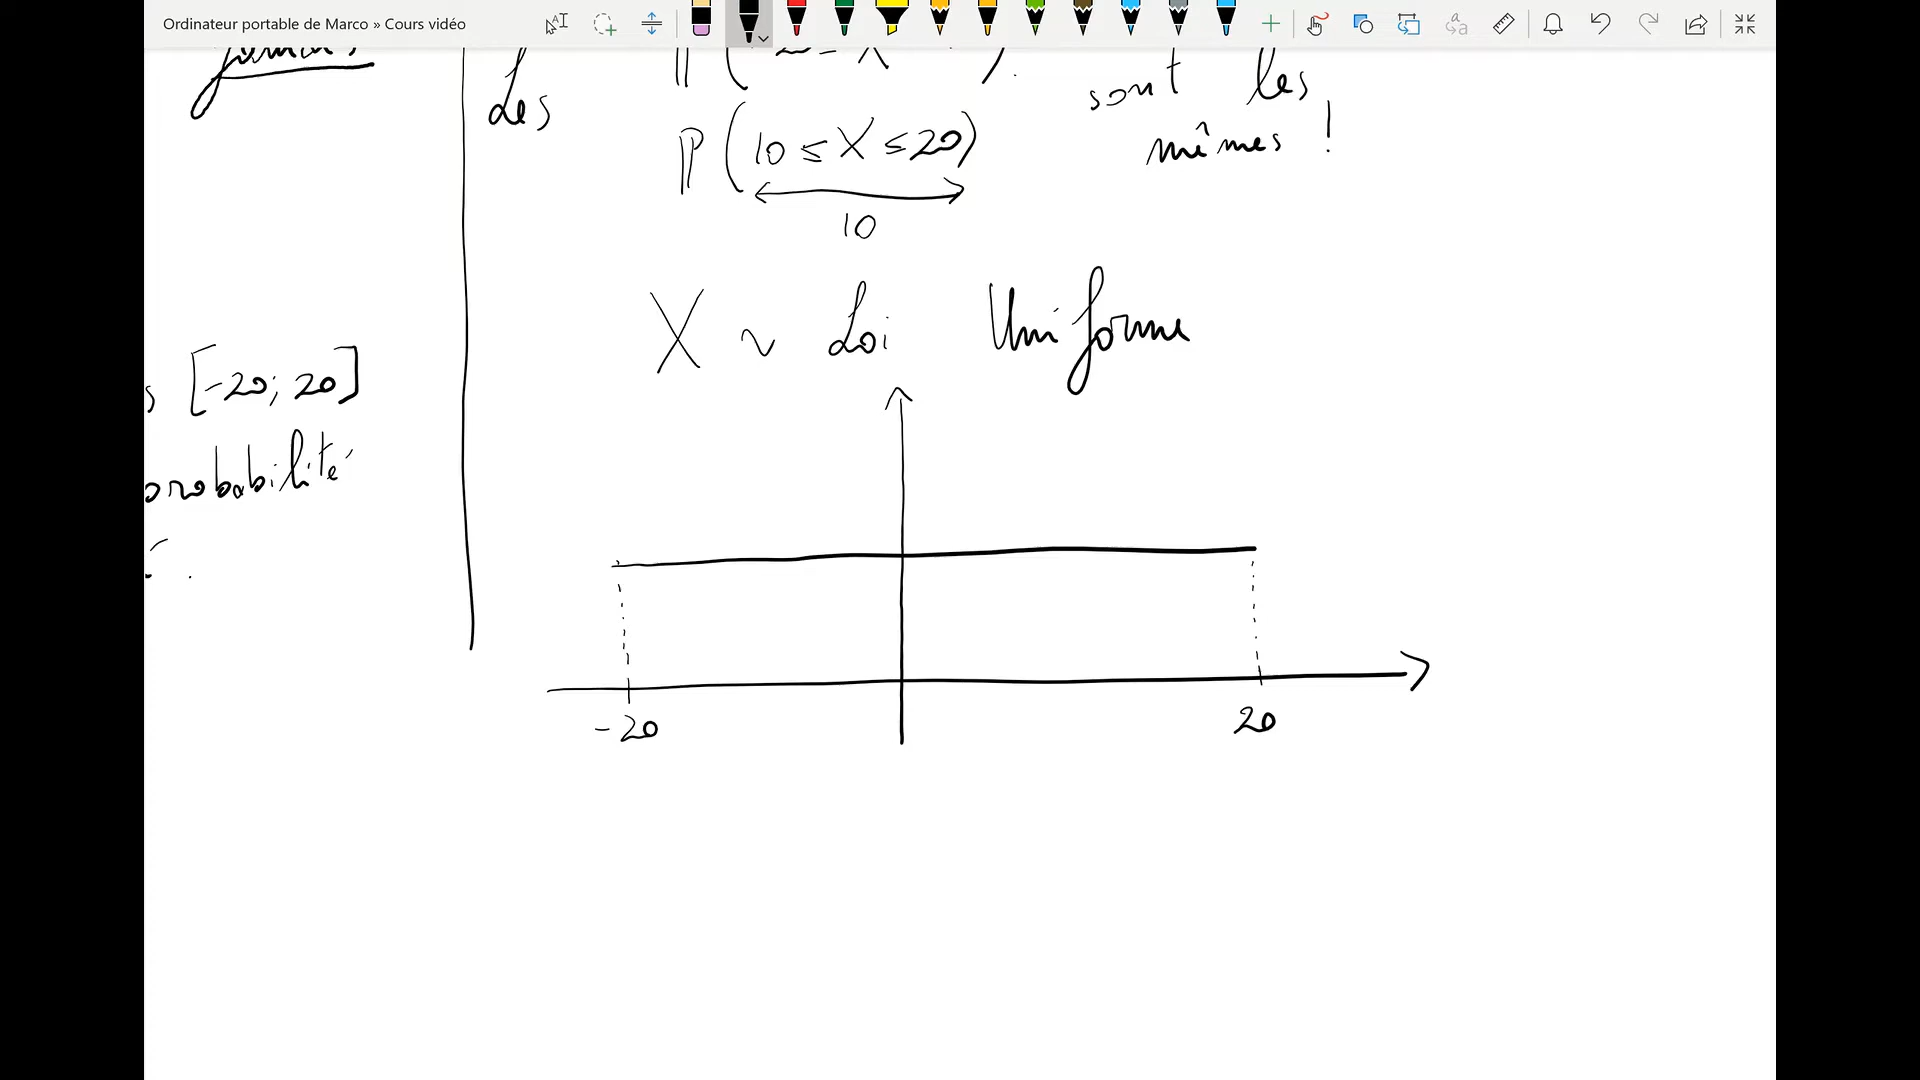 Ordinateur portable de Marco » Cours vidéo
Les
sont les
P(10 ≤ X ≤ 20)
mêmes !
10
X ~ Loi Uniforme
[-20; 20]
probabilité
-20
20